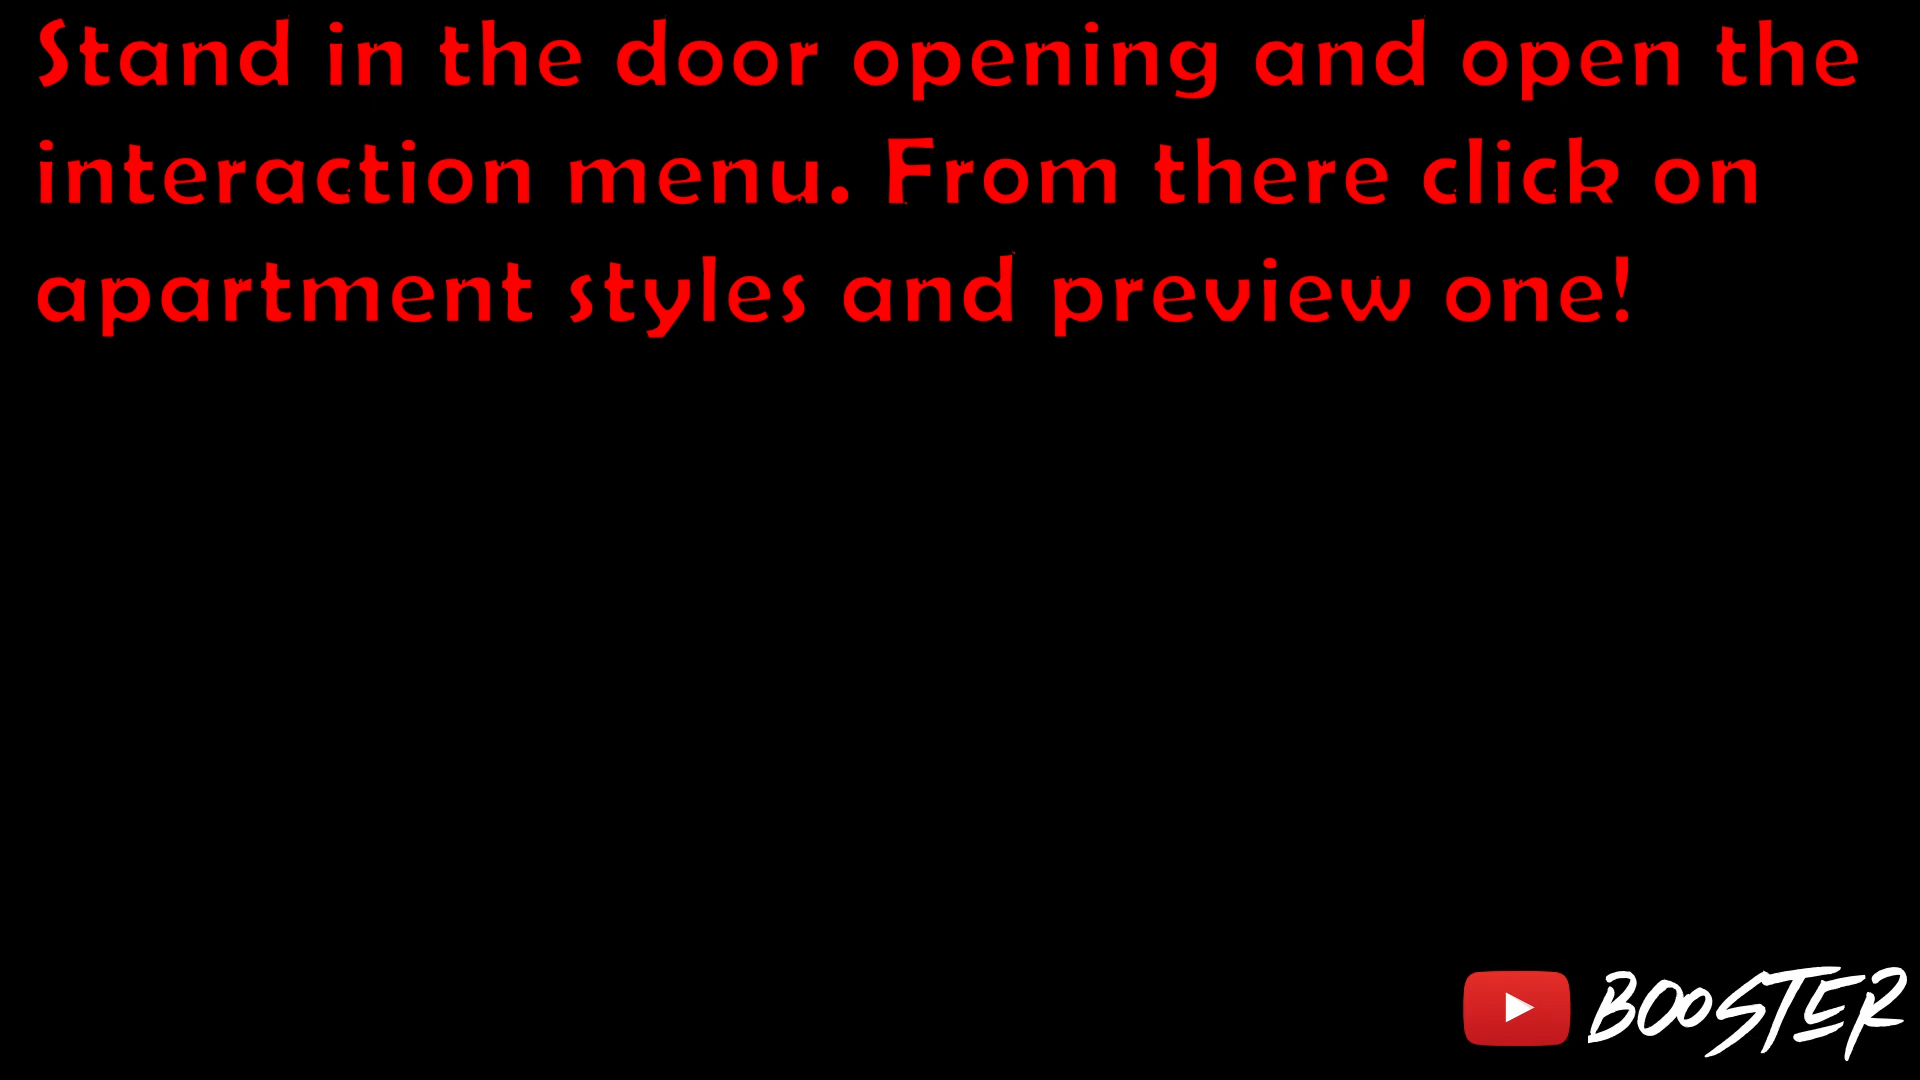 Stand in the door opening and open the
interaction menu. From there click on
apartment styles and preview one!
BOOSTER